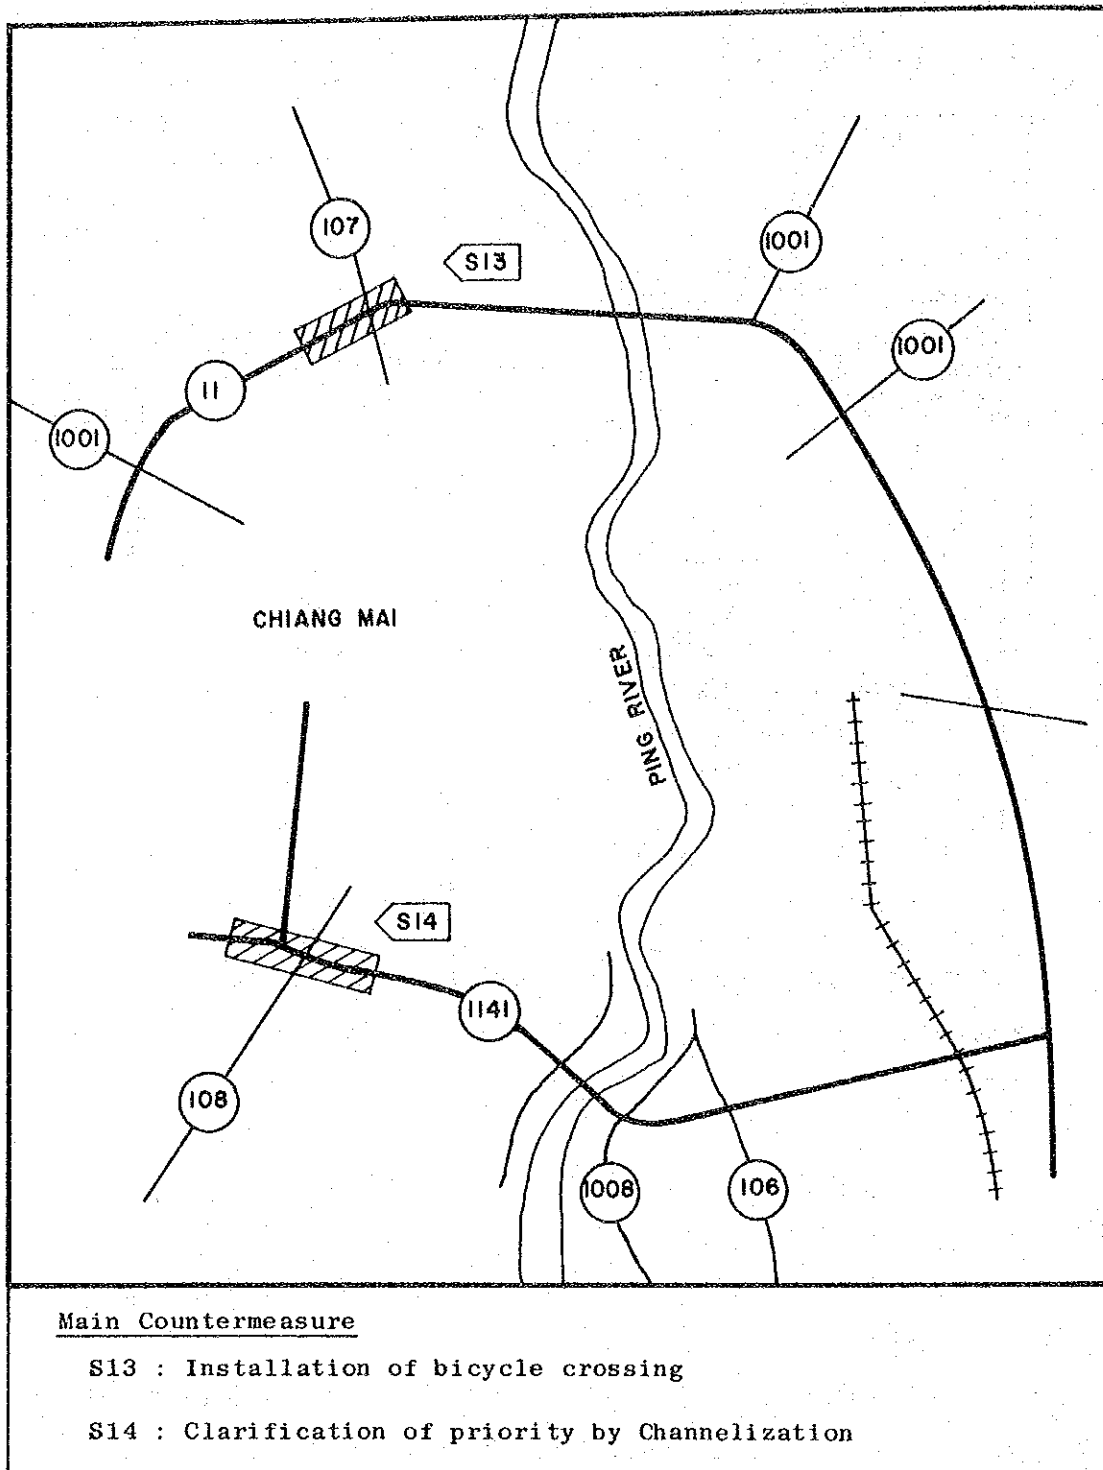 107
S13
1001
1001
11
1001
CHIANG MAI
PING RIVER
S14
1141
108
1008
106
Main Countermeasure
S13 : Installation of bicycle crossing
S14 : Clarification of priority by Channelization